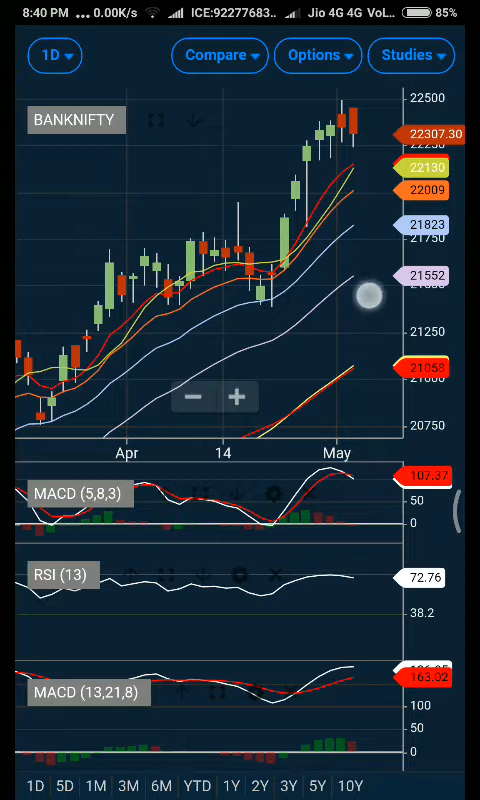 8:40 PM ... 0.00K/s ICE:92277683.. Jio 4G 4G VoL.. 85%
1D Compare Options Studies
BANKNIFTY
22500
22307.30
22130
22009
21823
21750
21552
21250
21058
21000
20750
Apr 14 May
MACD (5,8,3)
107.37
50
0
RSI (13)
72.76
38.2
MACD (13,21,8)
163.02
100
50
0
1D 5D 1M 3M 6M YTD 1Y 2Y 3Y 5Y 10Y